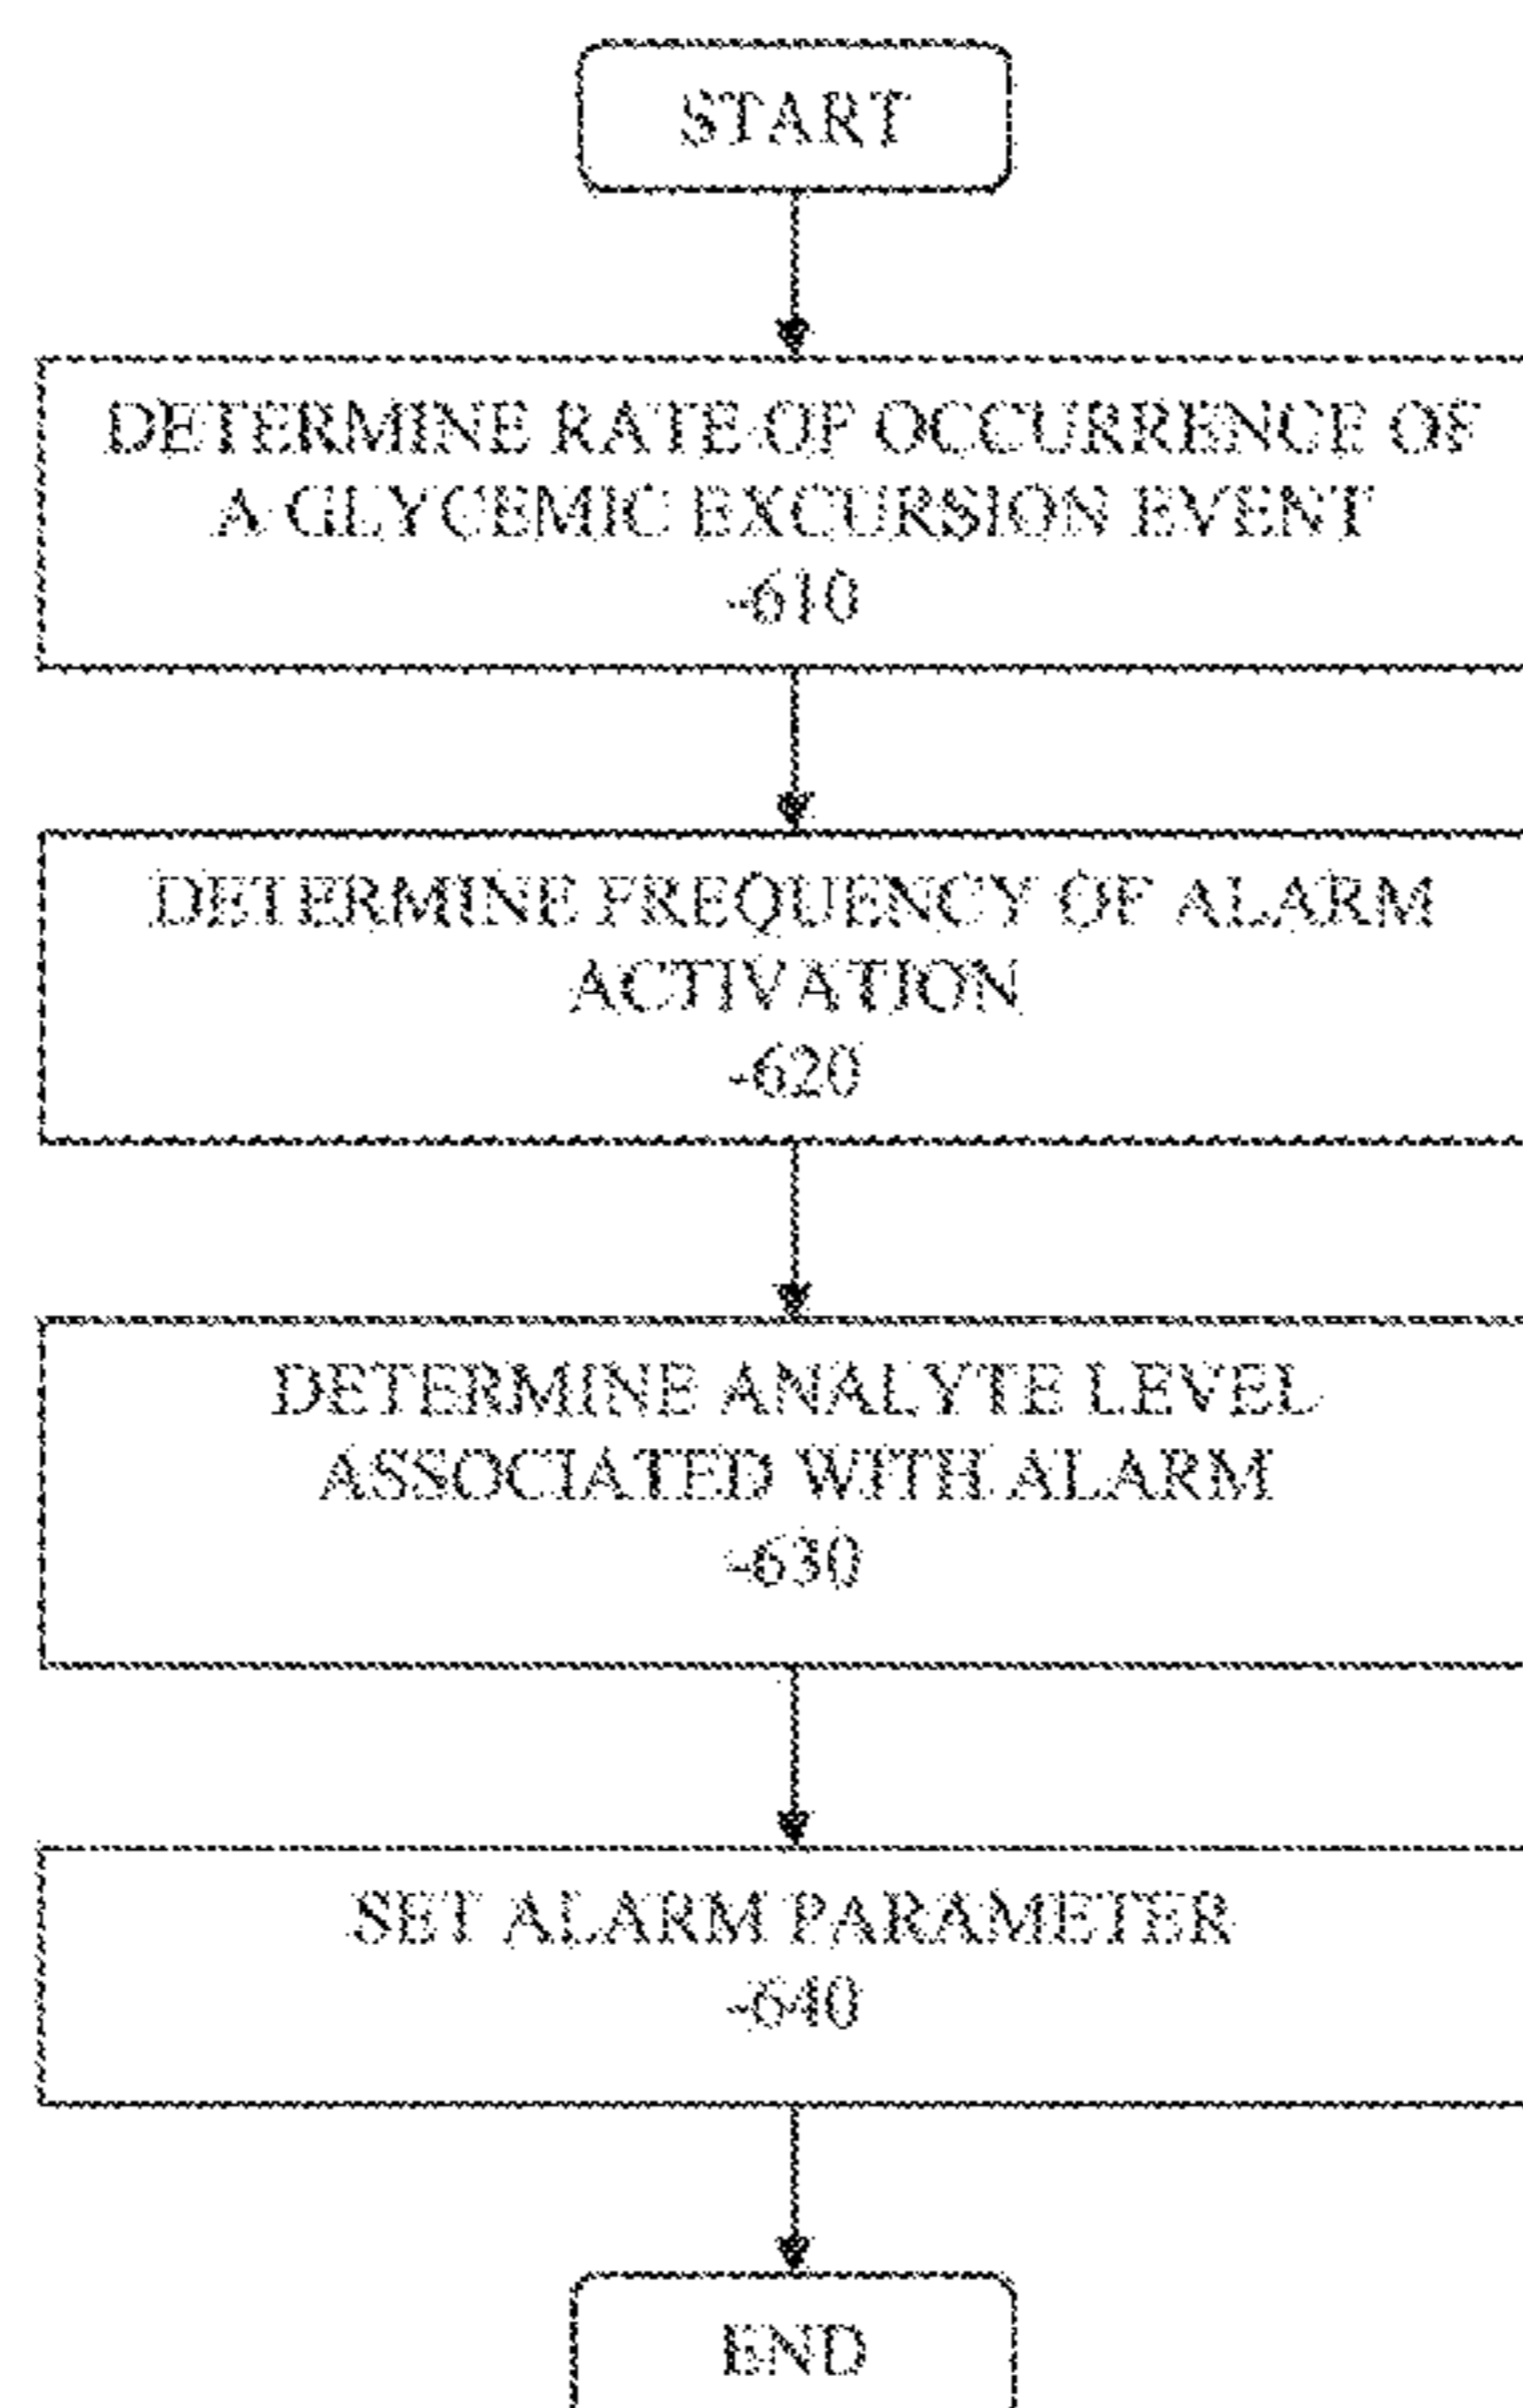 START
DETERMINE RATE OF OCCURRENCE OF
A GLYCEMIC EXCURSION EVENT
-610
DETERMINE FREQUENCY OF ALARM
ACTIVATION
-620
DETERMINE ANALYTE LEVEL
ASSOCIATED WITH ALARM
-630
SET ALARM PARAMETER
-640
END